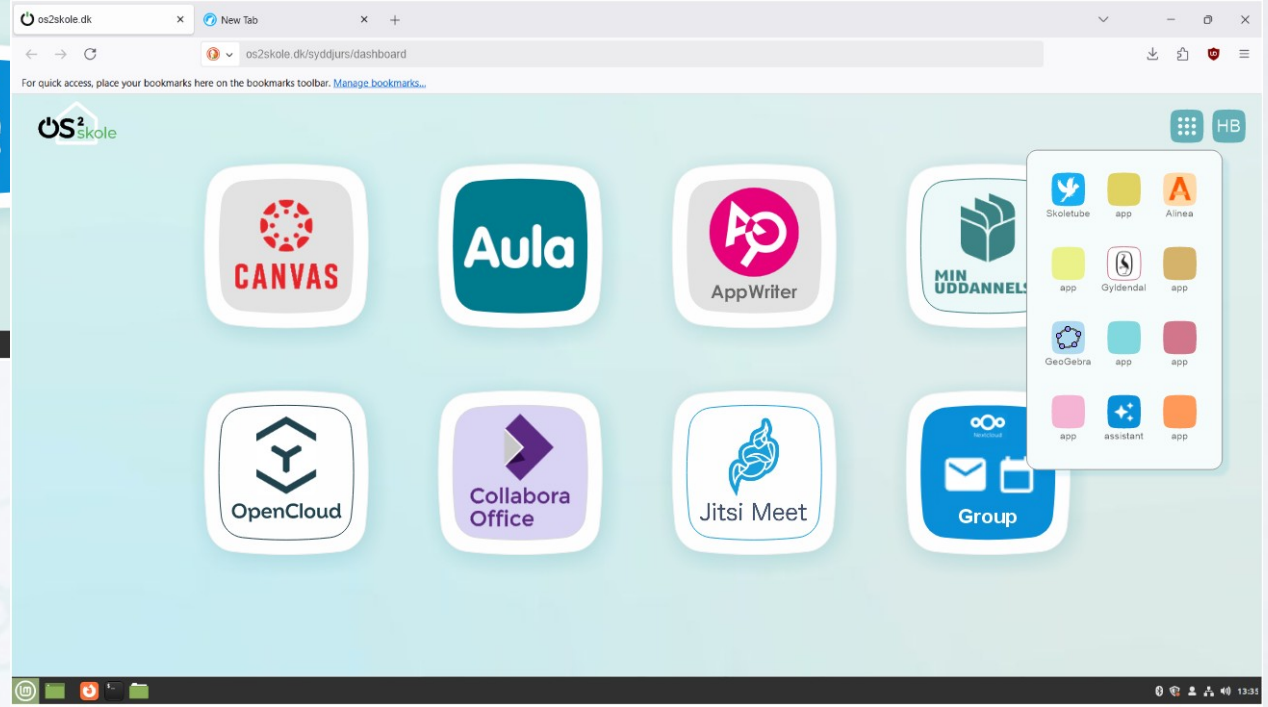 os2skole.dk
New Tab
os2skole.dk/syddjurs/dashboard
For quick access, place your bookmarks here on the bookmarks toolbar. Manage bookmarks...
OS2 skole
HB
CANVAS
Aula
AppWriter
MIN
UDDANNELS
Skoletube
app
Alinea
app
Gyldendal
app
GeoGebra
app
app
app
assistant
app
OpenCloud
Collabora
Office
Jitsi Meet
Nextcloud
Group
13:35